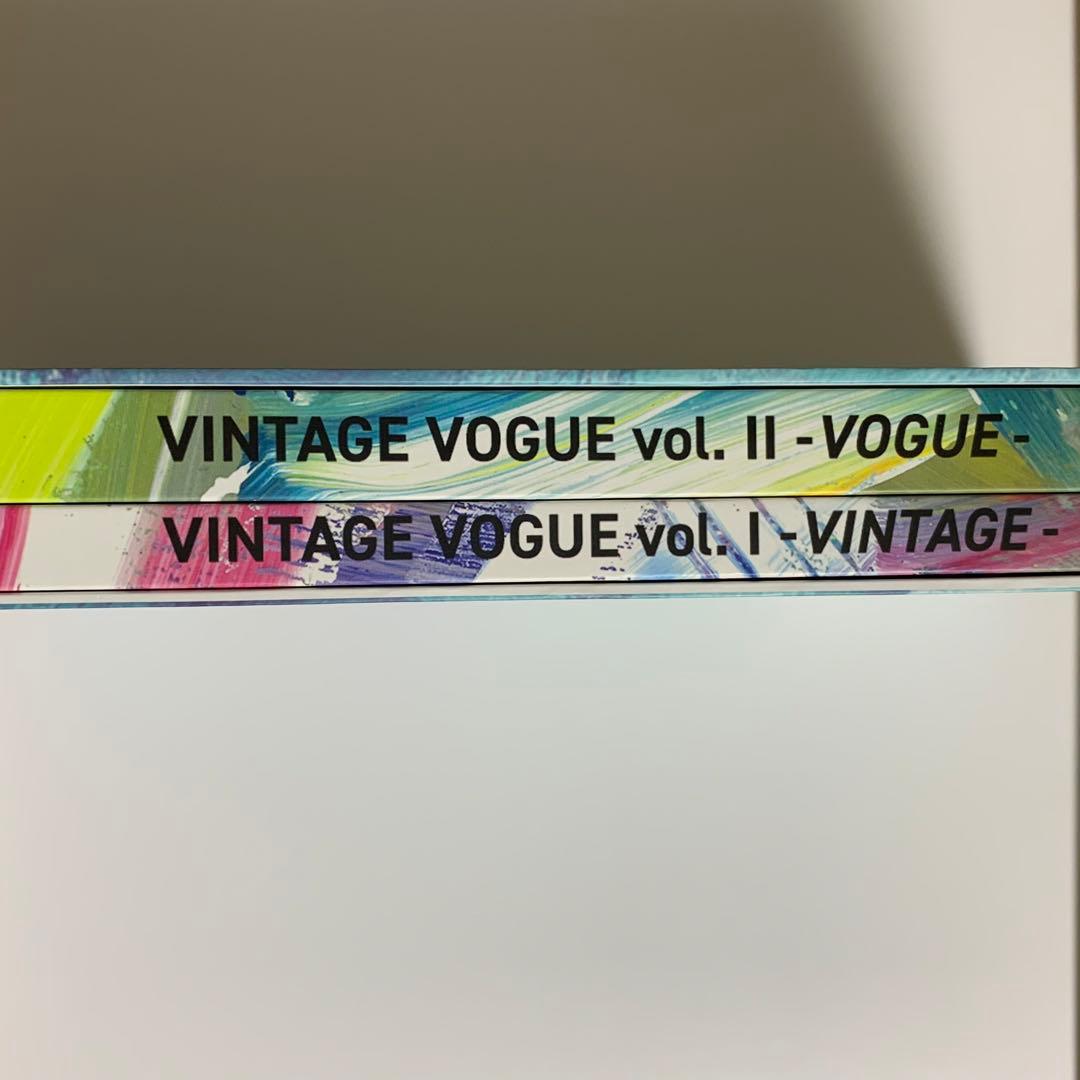 VINTAGE VOGUE vol. II -VOGUE-
VINTAGE VOGUE vol. I -VINTAGE-